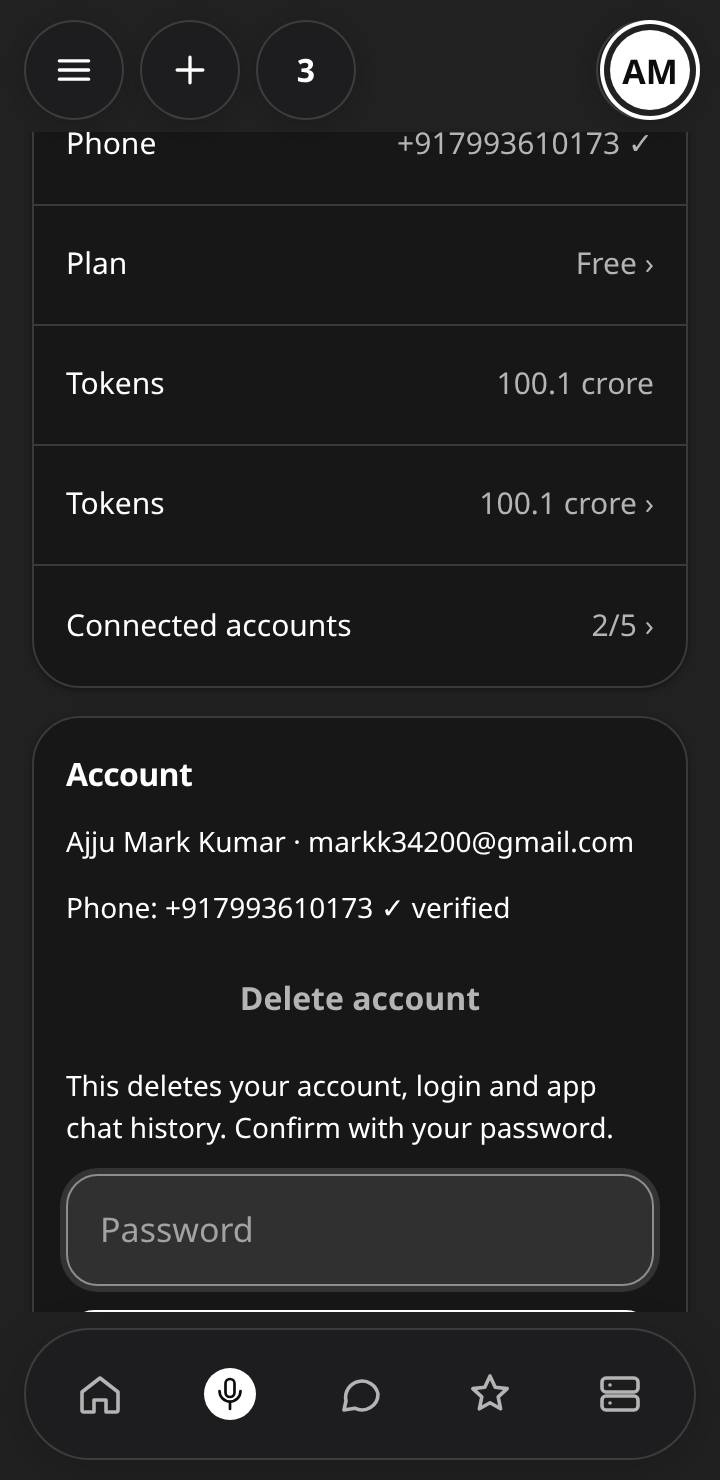 3
AM
Phone +917993610173 ✓
Plan Free ›
Tokens 100.1 crore
Tokens 100.1 crore ›
Connected accounts 2/5 ›
Account
Ajju Mark Kumar · markk34200@gmail.com
Phone: +917993610173 ✓ verified
Delete account
This deletes your account, login and app
chat history. Confirm with your password.
Password